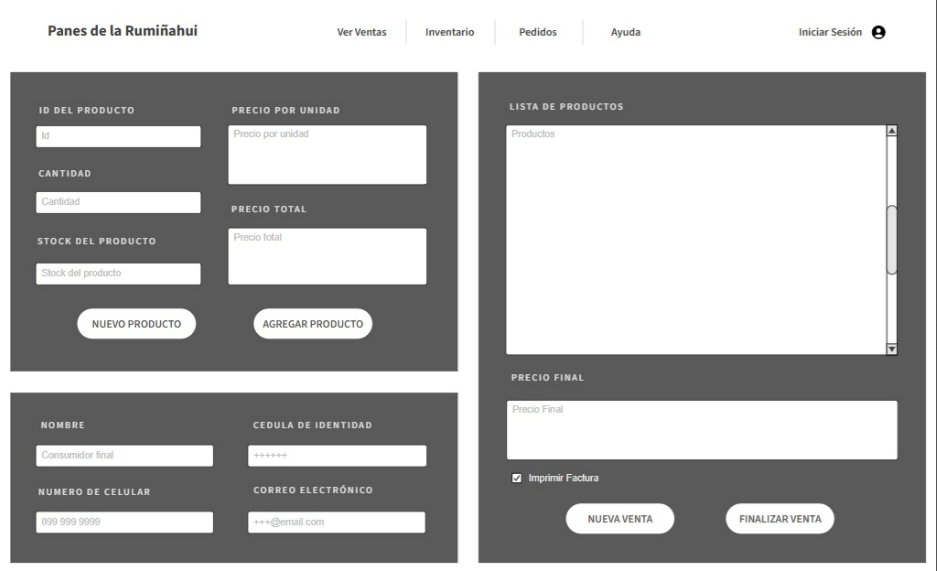 Panes de la Rumiñahui
Ver Ventas
Inventario
Pedidos
Ayuda
Iniciar Sesión
ID DEL PRODUCTO
Id
CANTIDAD
Cantidad
STOCK DEL PRODUCTO
Stock del producto
PRECIO POR UNIDAD
Precio por unidad
PRECIO TOTAL
Precio total
NUEVO PRODUCTO
AGREGAR PRODUCTO
NOMBRE
Consumidor final
CEDULA DE IDENTIDAD
++++++
NUMERO DE CELULAR
099 999 9999
CORREO ELECTRÓNICO
+++@email.com
LISTA DE PRODUCTOS
Productos
PRECIO FINAL
Precio Final
Imprimir Factura
NUEVA VENTA
FINALIZAR VENTA